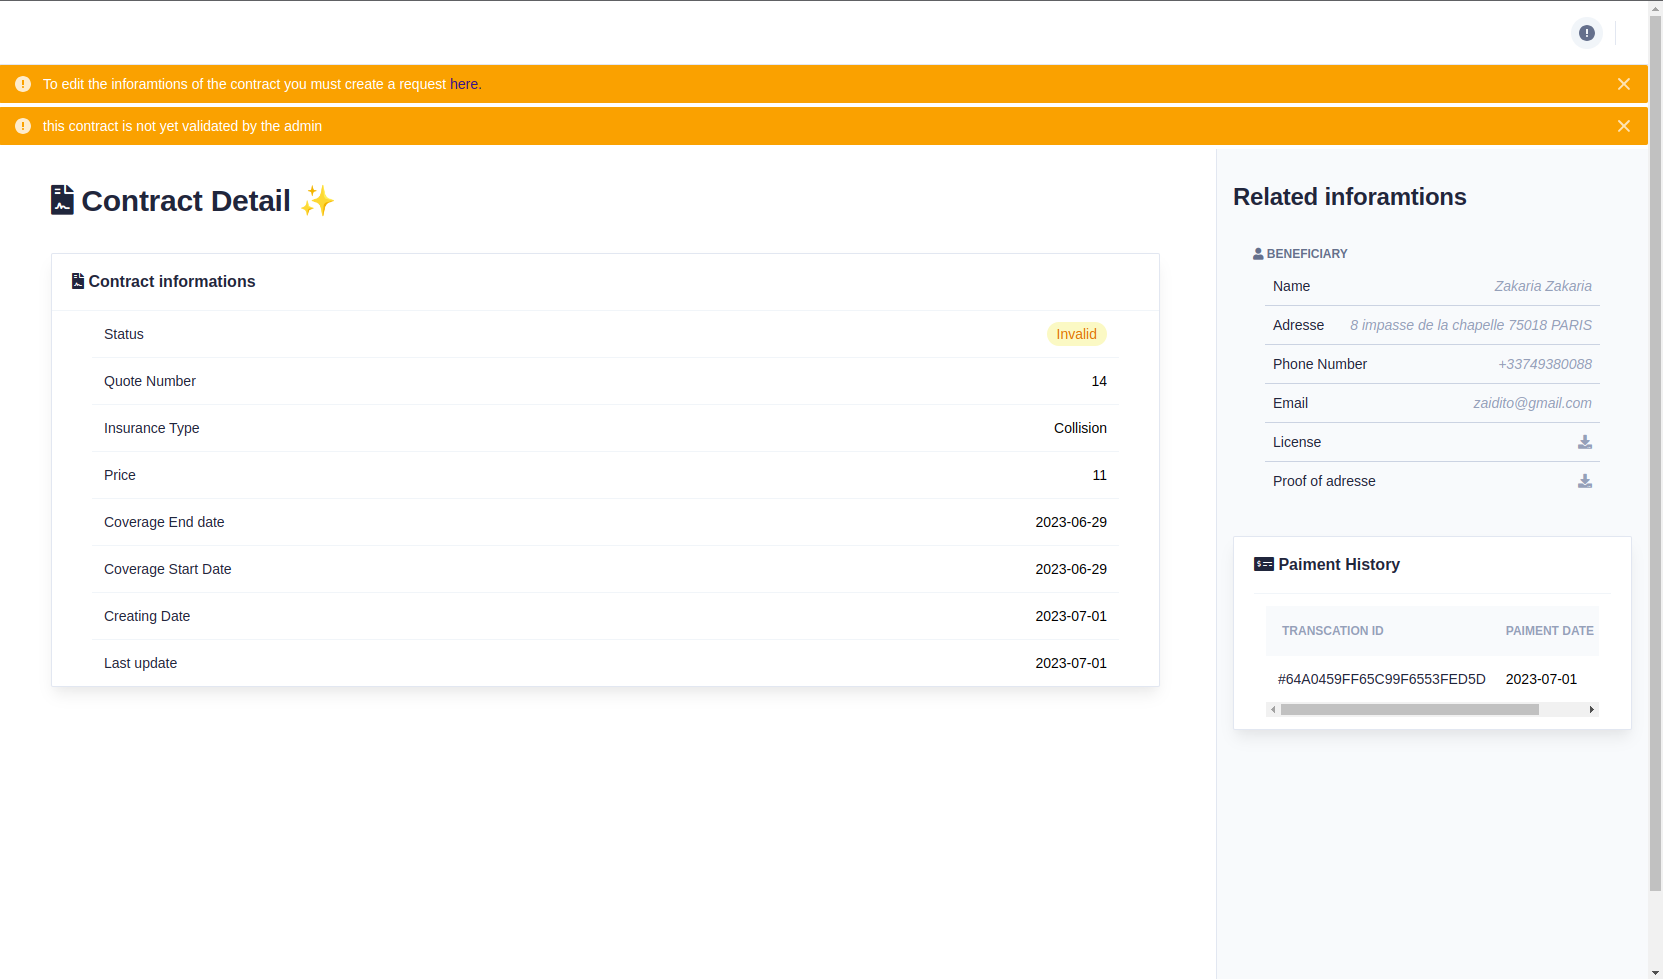 To edit the inforamtions of the contract you must create a request here.
this contract is not yet validated by the admin
Contract Detail ✨
Contract informations
Status Invalid
Quote Number 14
Insurance Type Collision
Price 11
Coverage End date 2023-06-29
Coverage Start Date 2023-06-29
Creating Date 2023-07-01
Last update 2023-07-01
Related inforamtions
BENEFICIARY
Name Zakaria Zakaria
Adresse 8 impasse de la chapelle 75018 PARIS
Phone Number +33749380088
Email zaidito@gmail.com
License
Proof of adresse
Paiment History
TRANSCATION ID PAIMENT DATE
#64A0459FF65C99F6553FED5D 2023-07-01